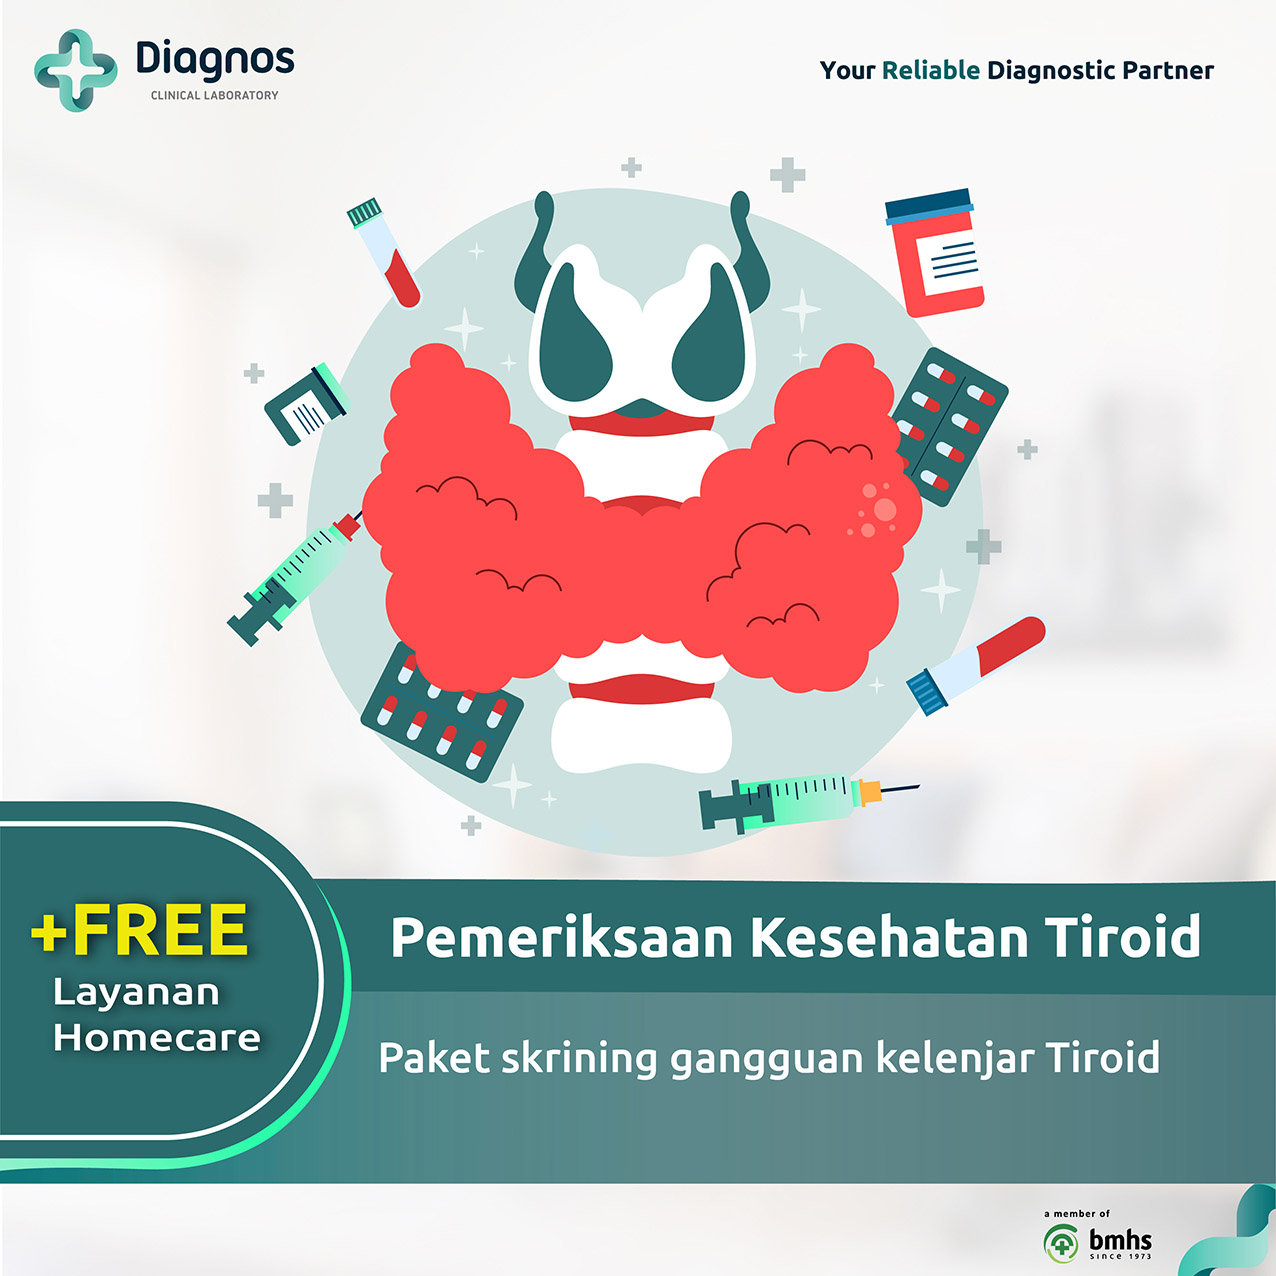 Diagnos
CLINICAL LABORATORY
Your Reliable Diagnostic Partner
+FREE
Layanan
Homecare
Pemeriksaan Kesehatan Tiroid
Paket skrining gangguan kelenjar Tiroid
a member of
bmhs
since 1973